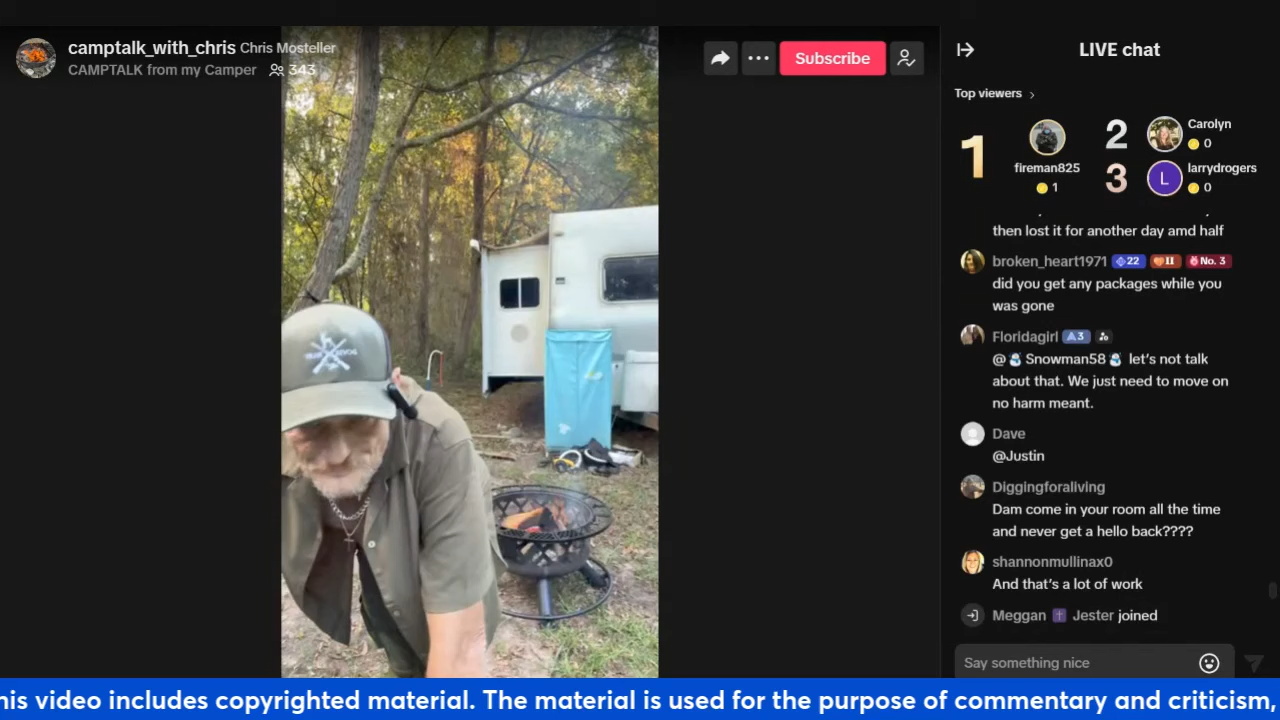 camptalk_with_chris Chris Mosteller
CAMPTALK from my Camper 343
Subscribe
LIVE chat
Top viewers >
1
fireman825
1
2
Carolyn
0
3
L
larrydrogers
0
then lost it for another day amd half
broken_heart1971 22 II No. 3
did you get any packages while you
was gone
Floridagirl 3
@⛄ Snowman58⛄ let's not talk
about that. We just need to move on
no harm meant.
Dave
@Justin
Diggingforaliving
Dam come in your room all the time
and never get a hello back????
shannonmullinax0
And that's a lot of work
Meggan ✝️ Jester joined
Say something nice
his video includes copyrighted material. The material is used for the purpose of commentary and criticism,